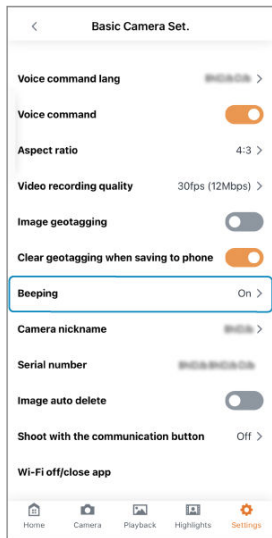 Basic Camera Set.
Voice command lang
Voice command
Aspect ratio 4:3
Video recording quality 30fps (12Mbps)
Image geotagging
Clear geotagging when saving to phone
Beeping On
Camera nickname
Serial number
Image auto delete
Shoot with the communication button Off
Wi-Fi off/close app
Home Camera Playback Highlights Settings